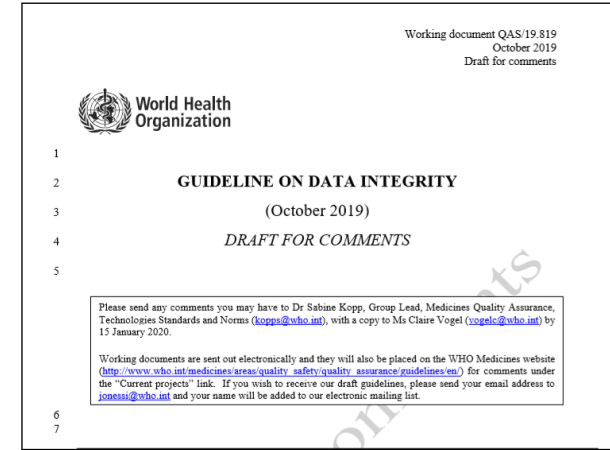 Working document QAS/19.819
October 2019
Draft for comments
World Health
Organization
1
2 GUIDELINE ON DATA INTEGRITY
3 (October 2019)
4 DRAFT FOR COMMENTS
5
Please send any comments you may have to Dr Sabine Kopp, Group Lead, Medicines Quality Assurance,
Technologies Standards and Norms (kopps@who.int), with a copy to Ms Claire Vogel (vogelc@who.int) by
15 January 2020.
Working documents are sent out electronically and they will also be placed on the WHO Medicines website
(http://www.who.int/medicines/areas/quality_safety/quality_assurance/guidelines/en/) for comments under
the “Current projects” link. If you wish to receive our draft guidelines, please send your email address to
jonessi@who.int and your name will be added to our electronic mailing list.
6
7